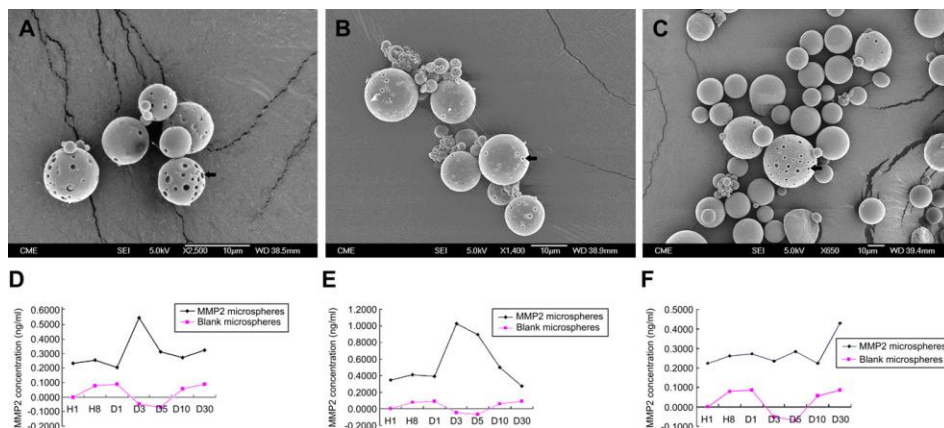 A
CME SEI 5.0kV X2,500 10µm WD 38.5mm
B
CME SEI 5.0kV X1,400 10µm WD 38.9mm
C
CME SEI 5.0kV X650 10µm WD 39.4mm
D
MMP2 concentration (ng/ml)
0.6000
0.5000
0.4000
0.3000
0.2000
0.1000
0.0000
-0.1000
-0.2000
MMP2 microspheres
Blank microspheres
H1 H8 D1 D3 D5 D10 D30
E
MMP2 concentration (ng/ml)
1.2000
1.0000
0.8000
0.6000
0.4000
0.2000
0.0000
-0.2000
MMP2 microspheres
Blank microspheres
H1 H8 D1 D3 D5 D10 D30
F
MMP2 concentration (ng/ml)
0.5000
0.4000
0.3000
0.2000
0.1000
0.0000
-0.1000
MMP2 microspheres
Blank microspheres
H1 H8 D1 D3 D5 D10 D30